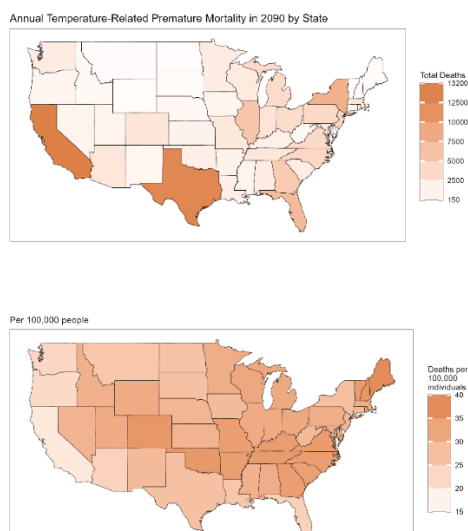 Annual Temperature-Related Premature Mortality in 2090 by State
Total Deaths
13200
12500
10000
7500
5000
2500
150
Per 100,000 people
Deaths per
100,000
individuals
40
35
30
25
20
15